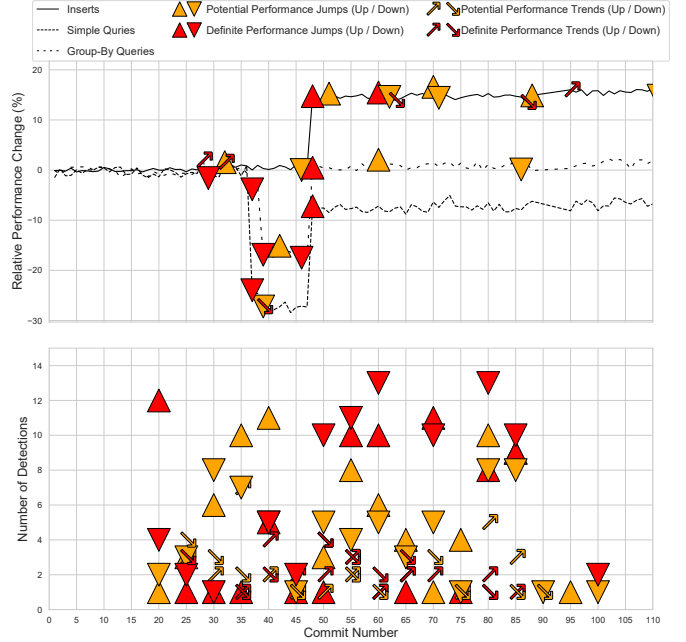 Inserts
Potential Performance Jumps (Up / Down)
Potential Performance Trends (Up / Down)
Simple Quries
Definite Performance Jumps (Up / Down)
Definite Performance Trends (Up / Down)
Group-By Queries
Relative Performance Change (%)
20
10
0
−10
−20
−30
Number of Detections
14
12
10
8
6
4
2
0
0 5 10 15 20 25 30 35 40 45 50 55 60 65 70 75 80 85 90 95 100 110
Commit Number